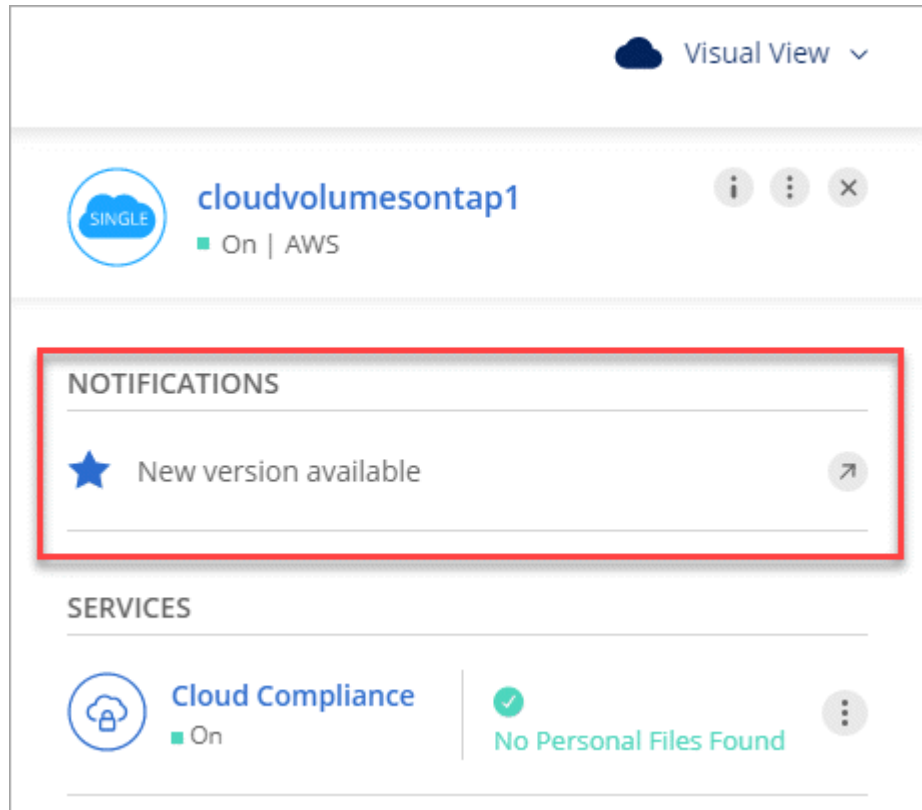 Visual View
SINGLE
cloudvolumesontap1
On | AWS
NOTIFICATIONS
New version available
SERVICES
Cloud Compliance
On
No Personal Files Found